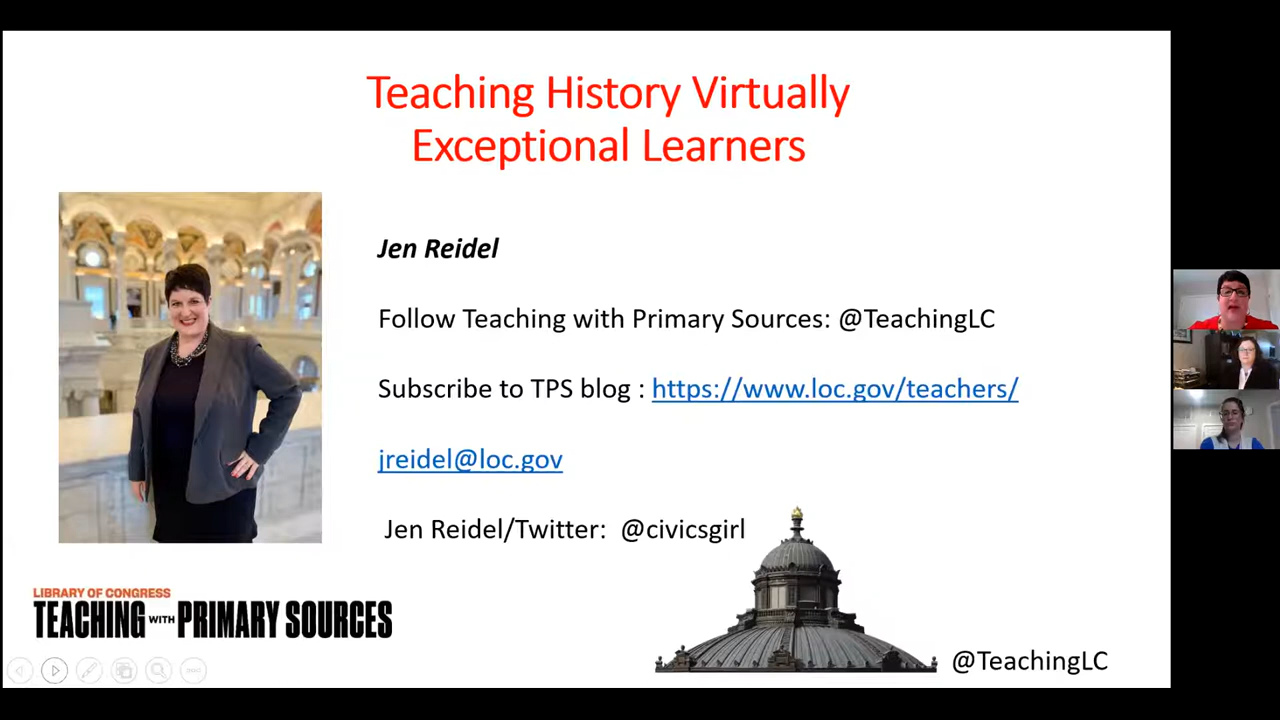 Teaching History Virtually
Exceptional Learners
Jen Reidel
Follow Teaching with Primary Sources: @TeachingLC
Subscribe to TPS blog : https://www.loc.gov/teachers/
jreidel@loc.gov
Jen Reidel/Twitter: @civicsgirl
LIBRARY OF CONGRESS
TEACHING WITH PRIMARY SOURCES
@TeachingLC